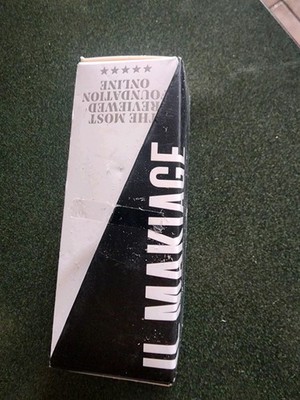 ★★★★★
THE MOST
REVIEWED
FOUNDATION
ONLINE
IL MAKIAGE